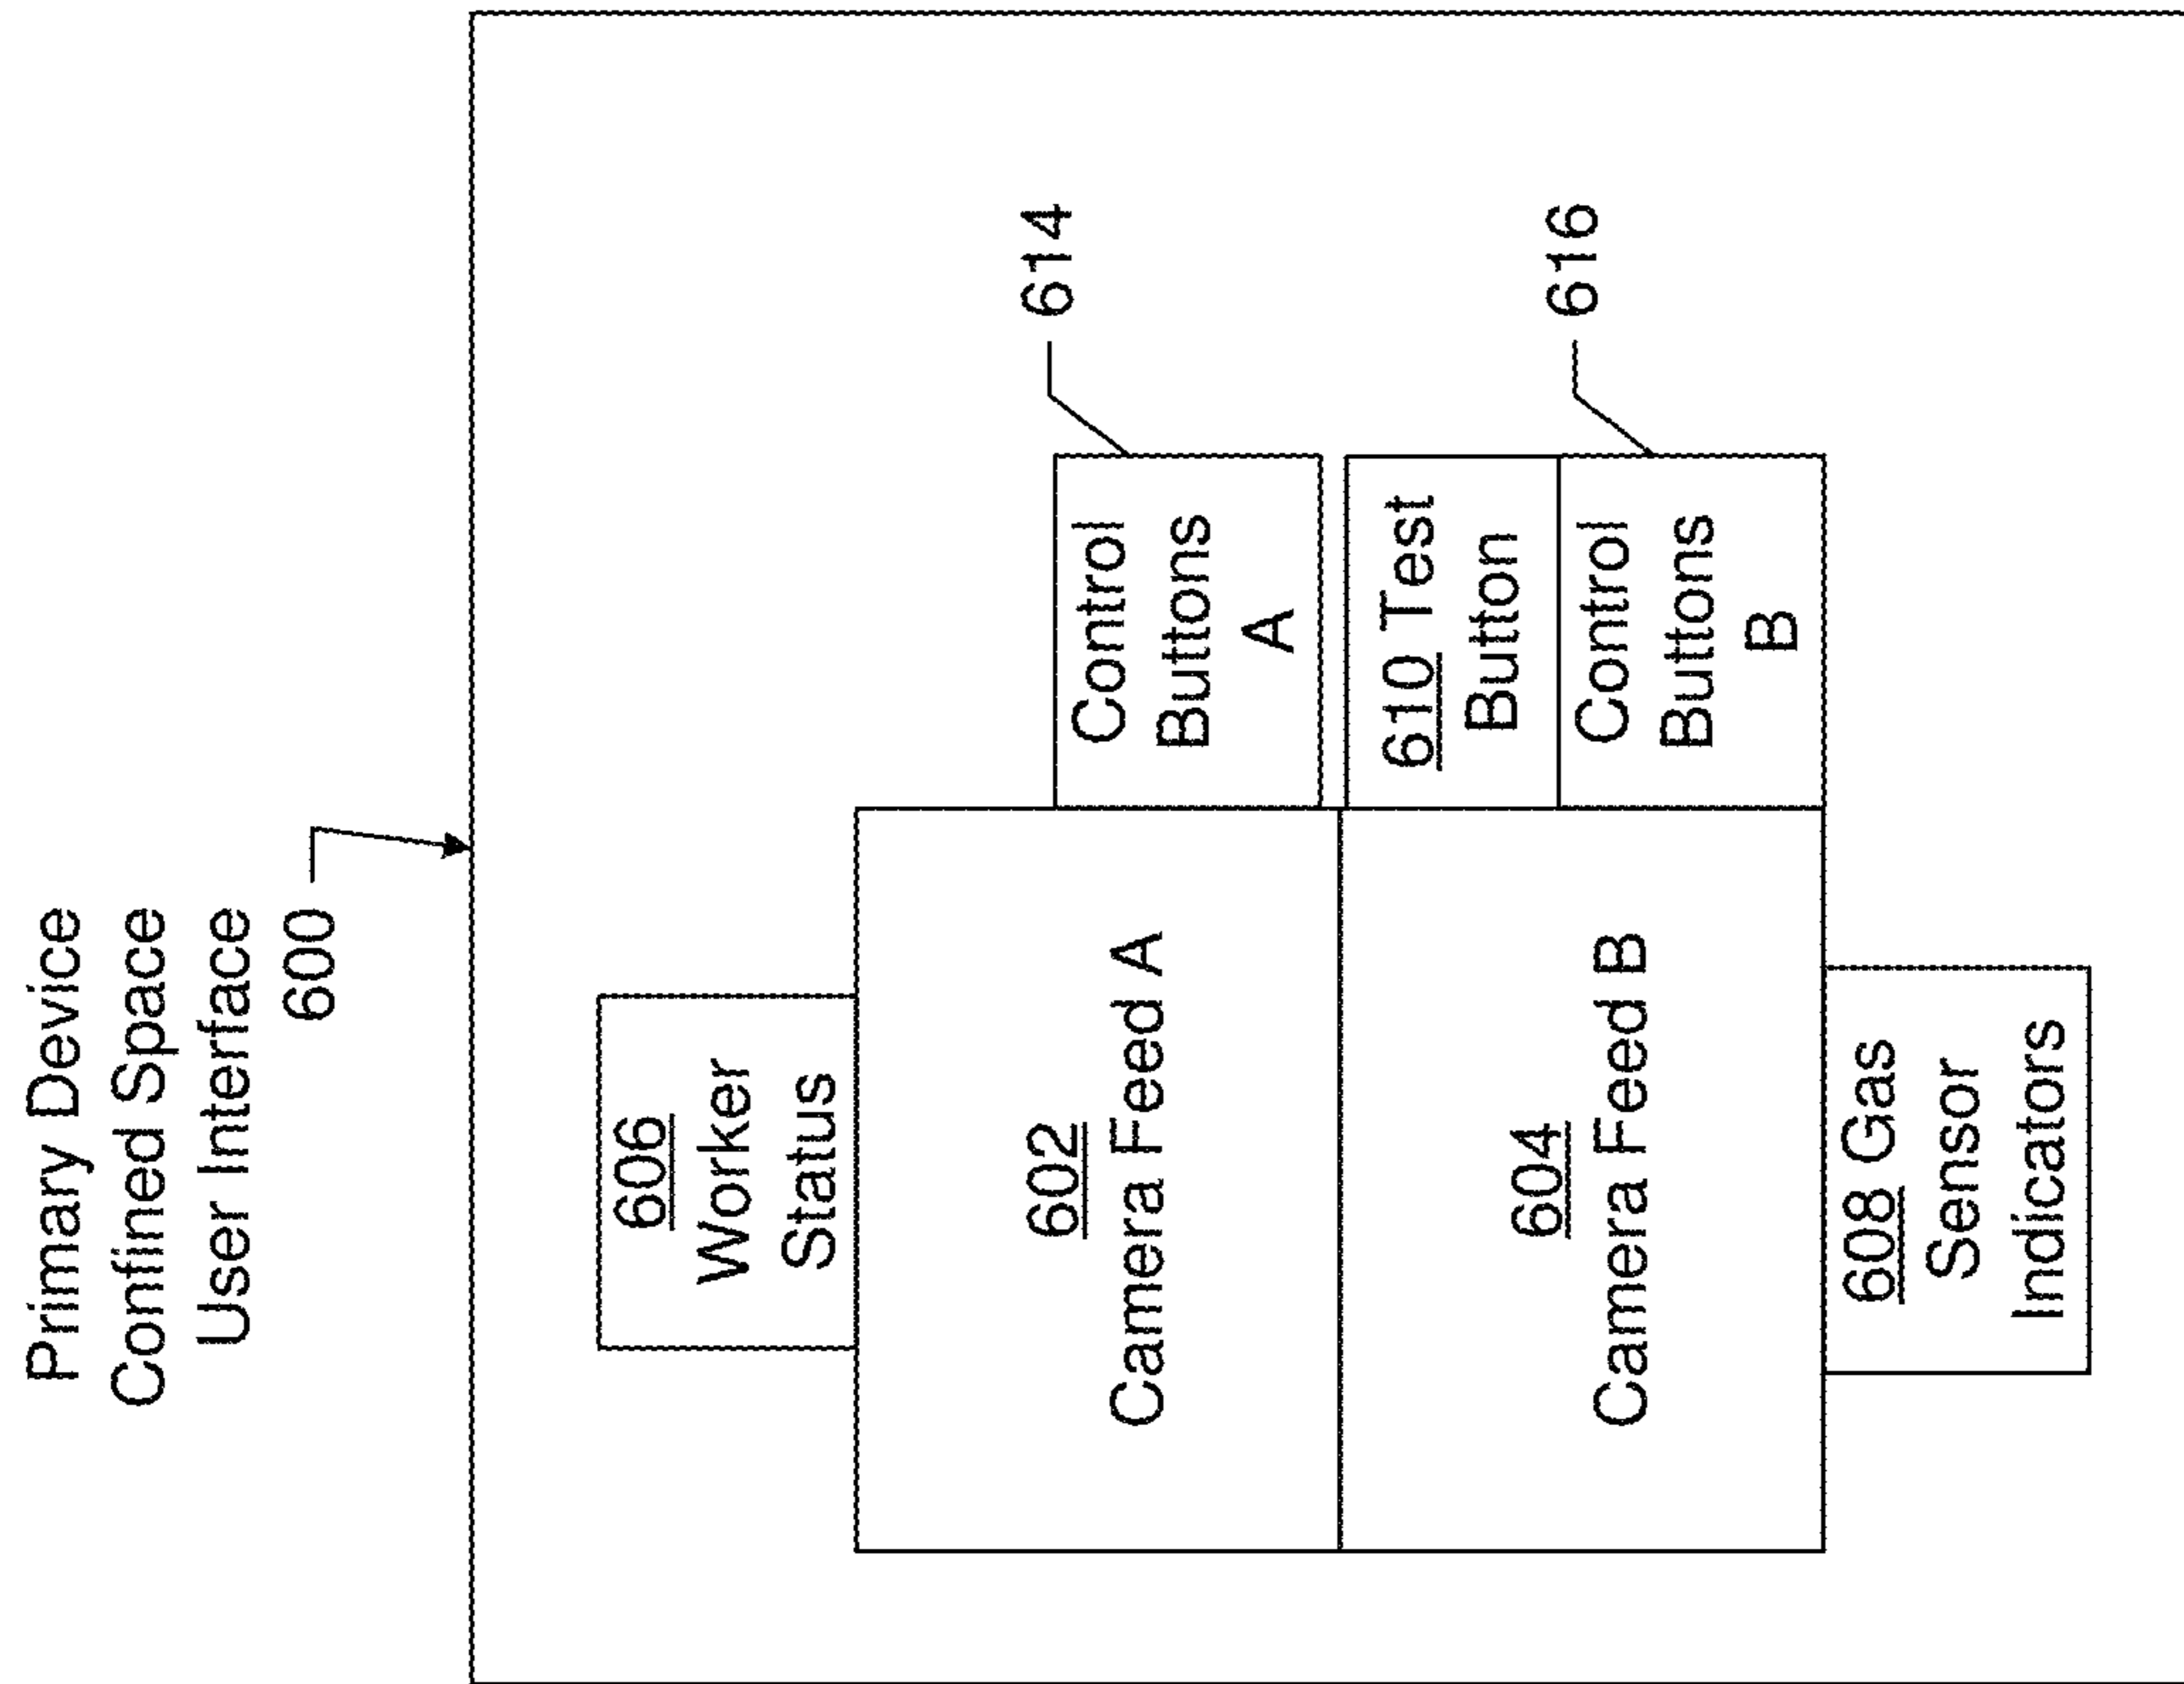 Primary Device
Confined Space
User Interface
600
606
Worker
Status
602
Camera Feed A
Control
Buttons
A
614
604
Camera Feed B
610 Test
Button
Control
Buttons
B
616
608 Gas
Sensor
Indicators